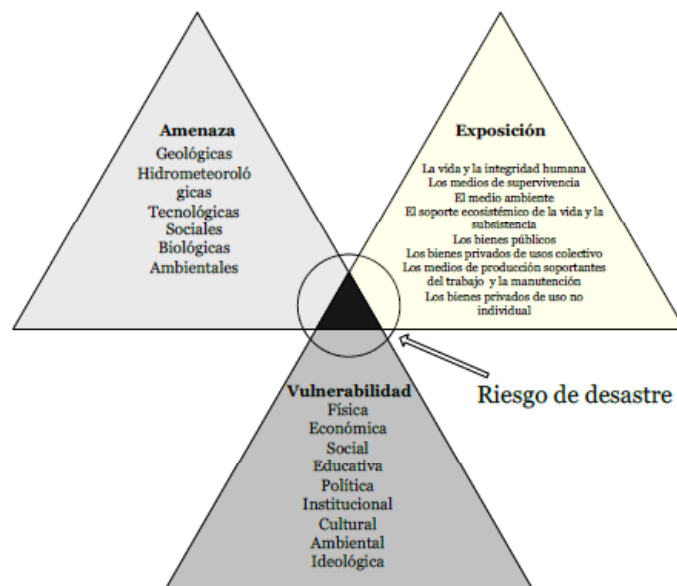 Amenaza
Geológicas
Hidrometeoroló
gicas
Tecnológicas
Sociales
Biológicas
Ambientales
Exposición
La vida y la integridad humana
Los medios de supervivencia
El medio ambiente
El soporte ecosistémico de la vida y la
subsistencia
Los bienes públicos
Los bienes privados de usos colectivo
Los medios de producción soportantes
del trabajo y la manutención
Los bienes privados de uso no
individual
Riesgo de desastre
Vulnerabilidad
Física
Económica
Social
Educativa
Política
Institucional
Cultural
Ambiental
Ideológica